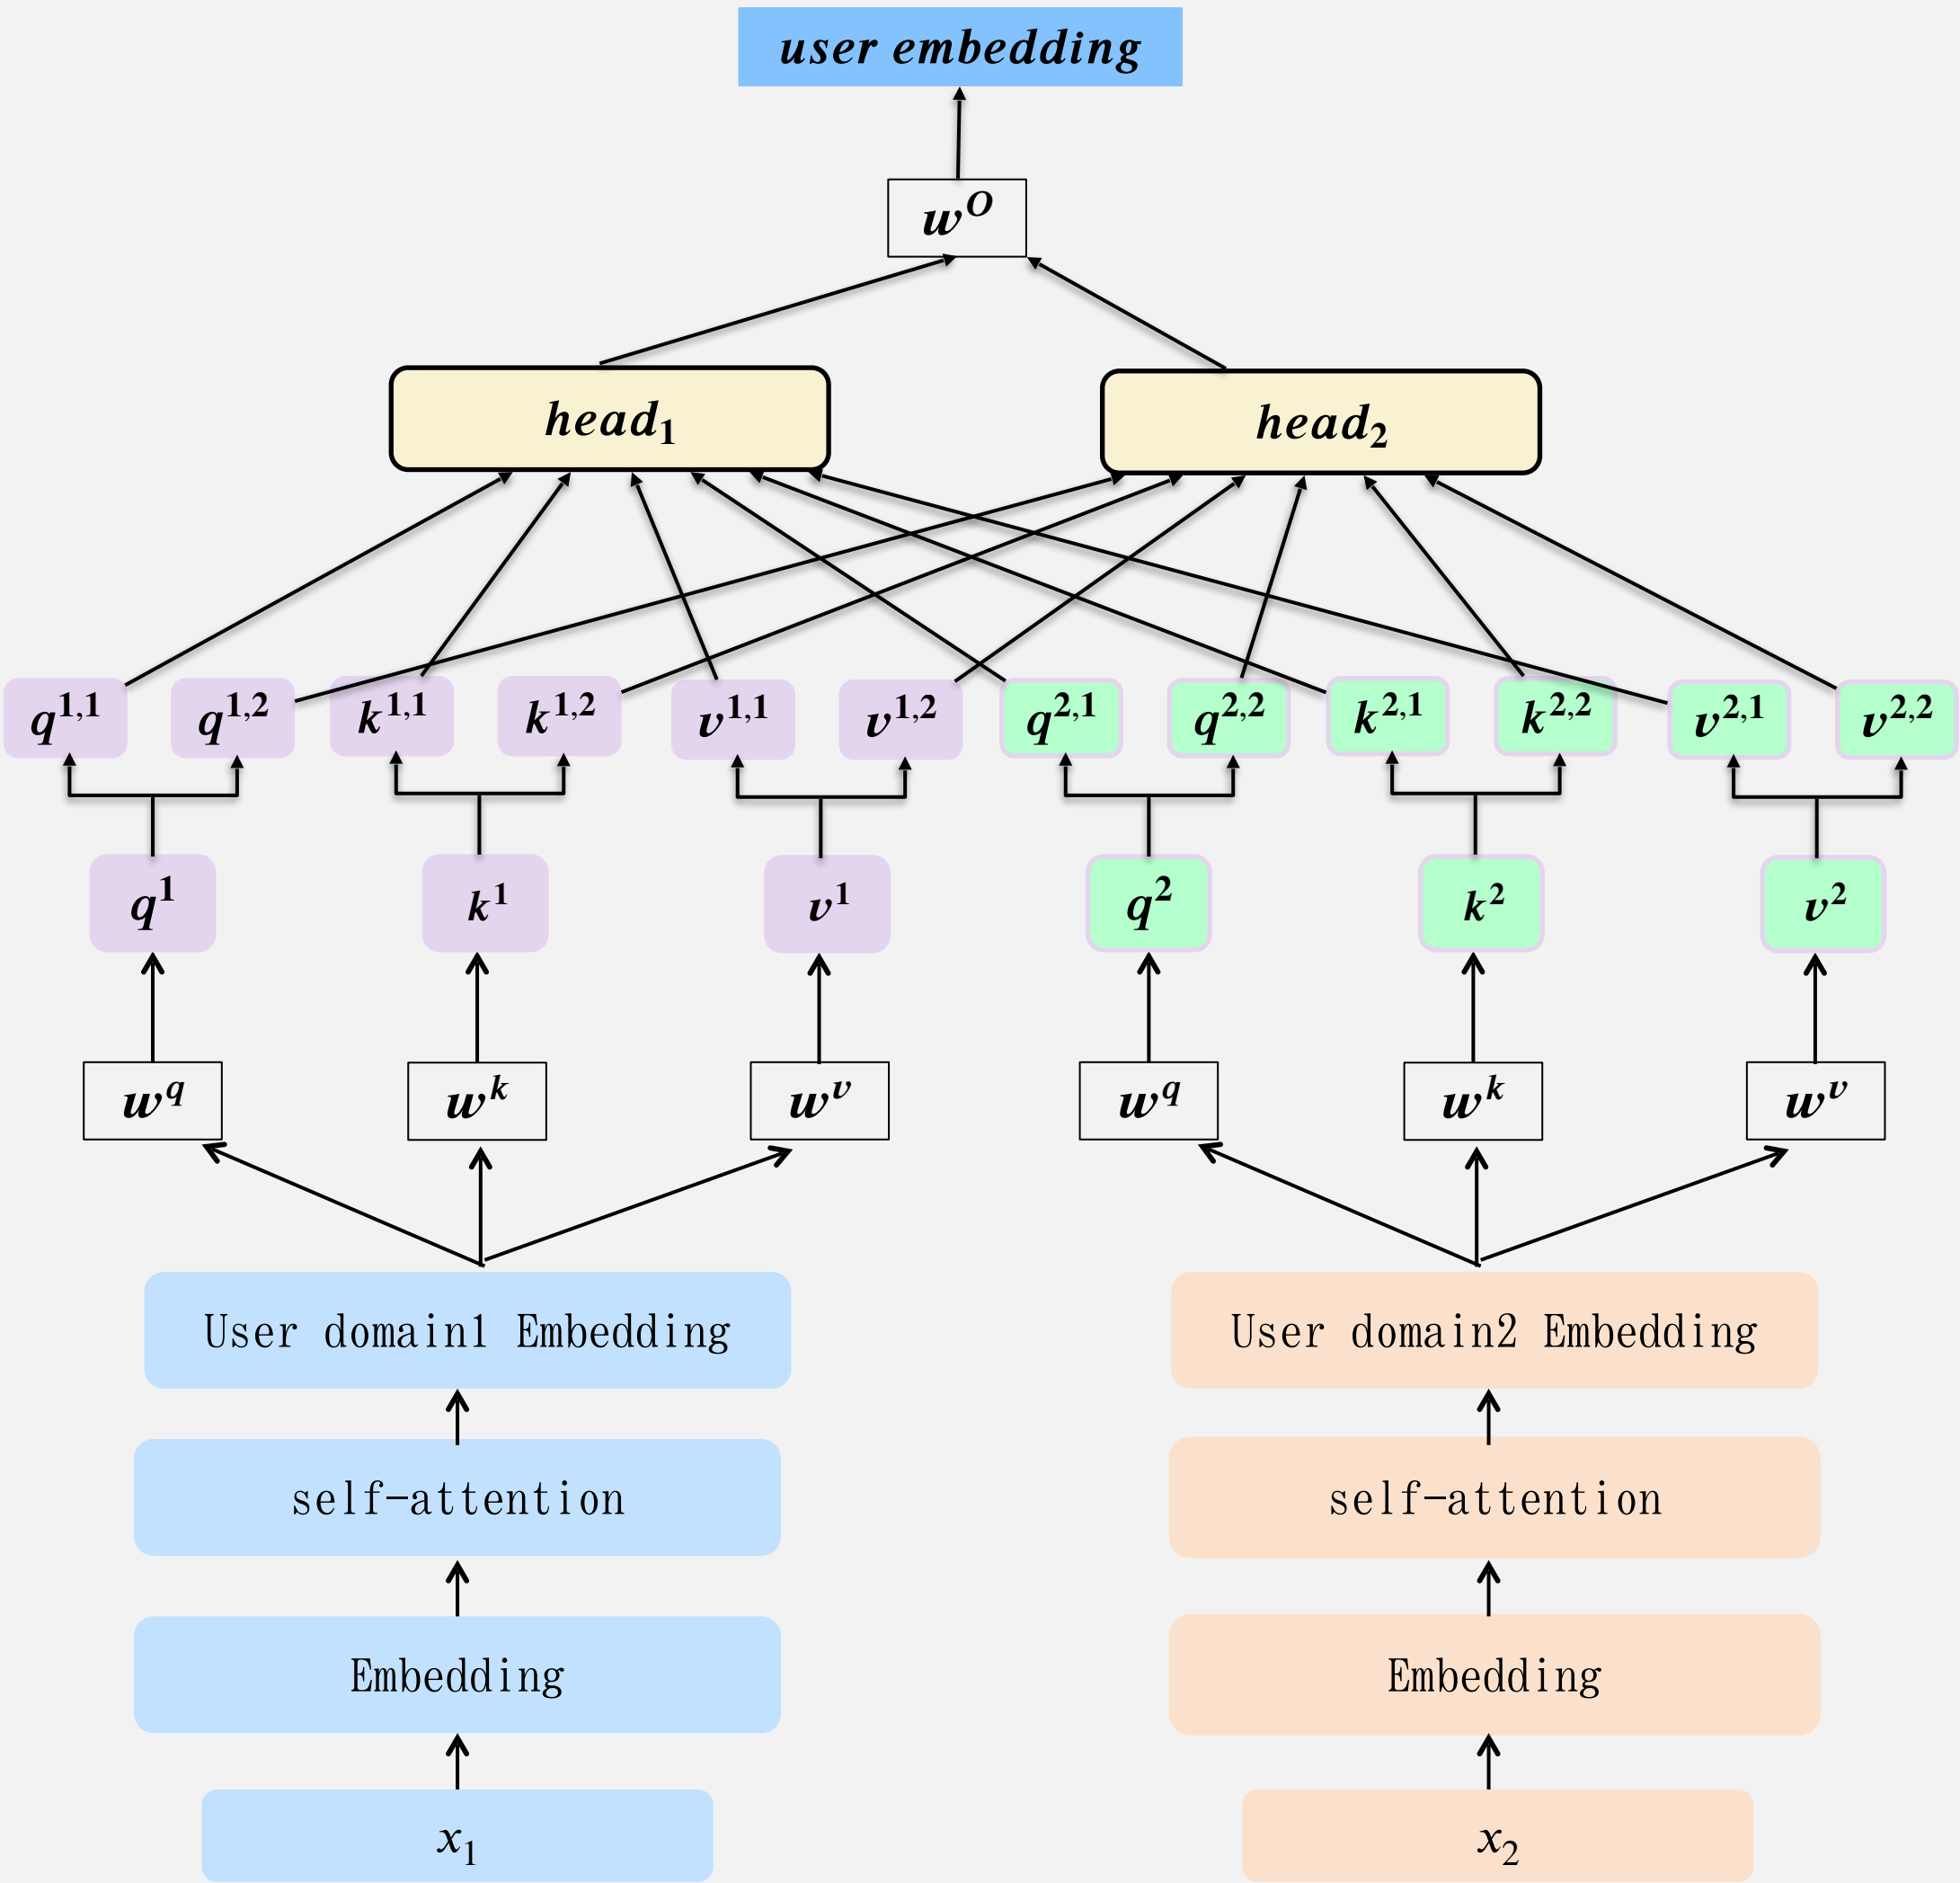 user embedding
w^O
head_1
head_2
q^{1,1} q^{1,2} k^{1,1} k^{1,2} v^{1,1} v^{1,2} q^{2,1} q^{2,2} k^{2,1} k^{2,2} v^{2,1} v^{2,2}
q^1 k^1 v^1 q^2 k^2 v^2
w^q w^k w^v w^q w^k w^v
User domain1 Embedding
User domain2 Embedding
self-attention
self-attention
Embedding
Embedding
x_1
x_2